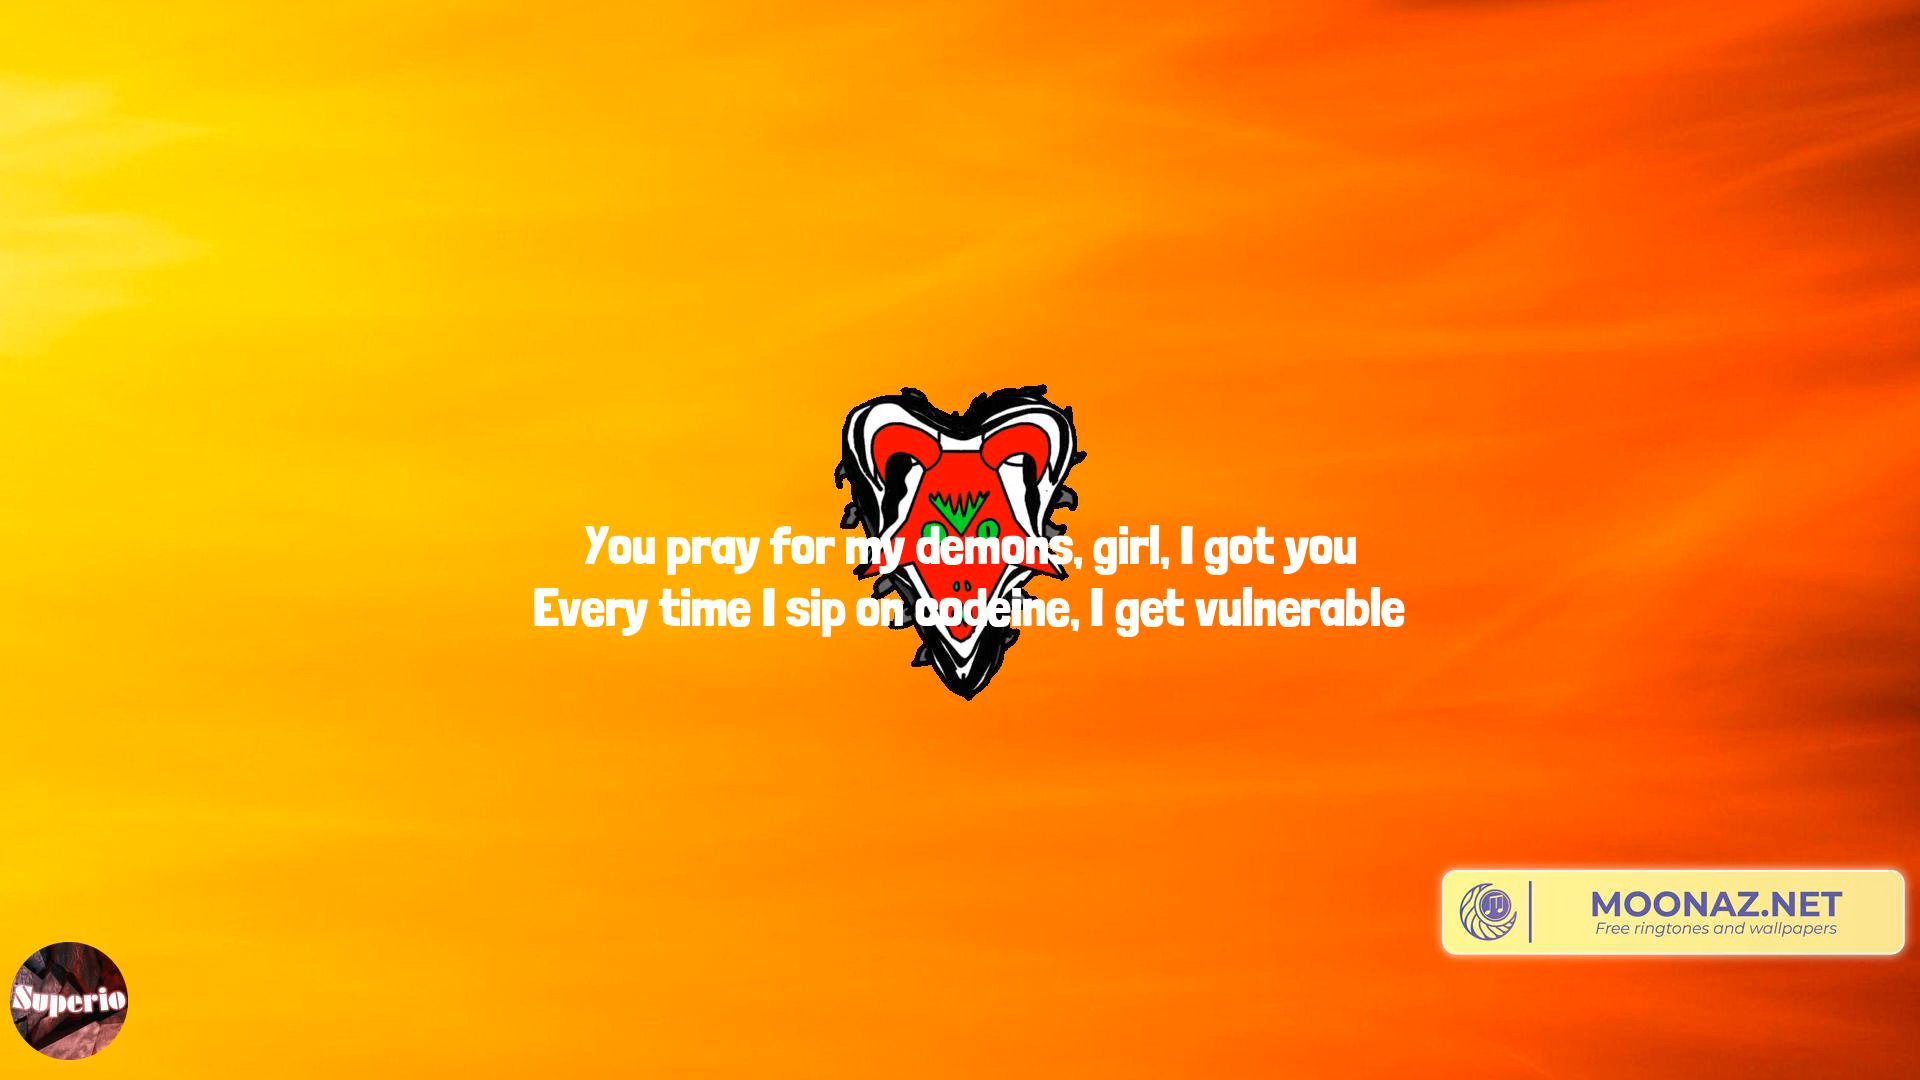 You pray for my demons, girl, I got you
Every time I sip on codeine, I get vulnerable
MOONAZ.NET
Free ringtones and wallpapers
Superio